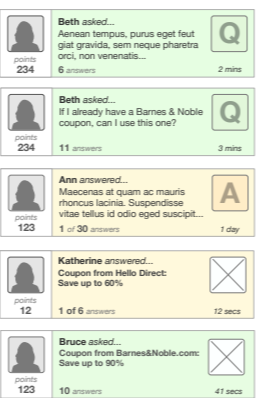 Beth asked...
Aenean tempus, purus eget feut
giat gravida, sem neque pharetra
orci, non venenatis...
Q
points
234
6 answers
2 mins
Beth asked...
If I already have a Barnes & Noble
coupon, can I use this one?
Q
points
234
11 answers
3 mins
Ann answered...
Maecenas at quam ac mauris
rhoncus lacinia. Suspendisse
vitae tellus id odio eged suscipit...
A
points
123
1 of 30 answers
1 day
Katherine answered...
Coupon from Hello Direct:
Save up to 60%
points
12
1 of 6 answers
12 secs
Bruce asked...
Coupon from Barnes&Noble.com:
Save up to 90%
points
123
10 answers
41 secs